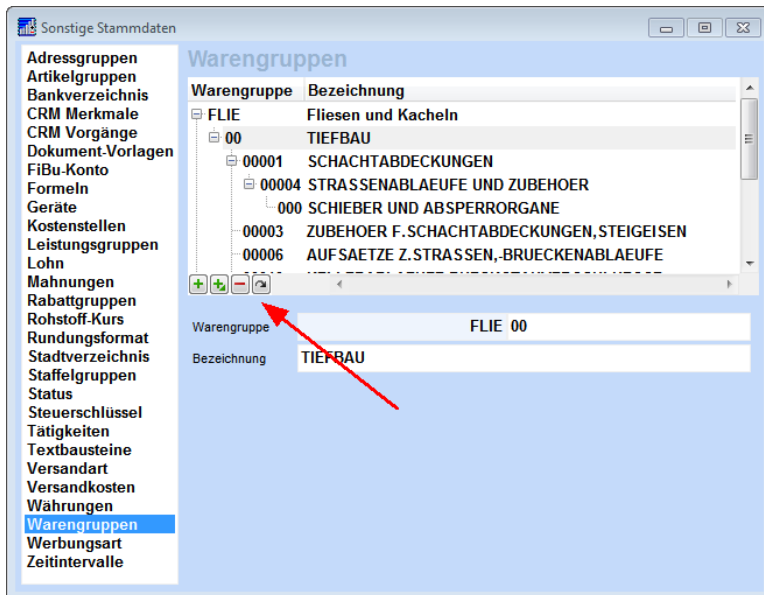 Sonstige Stammdaten
Adressgruppen
Artikelgruppen
Bankverzeichnis
CRM Merkmale
CRM Vorgänge
Dokument-Vorlagen
FiBu-Konto
Formeln
Geräte
Kostenstellen
Leistungsgruppen
Lohn
Mahnungen
Rabattgruppen
Rohstoff-Kurs
Rundungsformat
Stadtverzeichnis
Staffelgruppen
Status
Steuerschlüssel
Tätigkeiten
Textbausteine
Versandart
Versandkosten
Währungen
Warengruppen
Werbungsart
Zeitintervalle
Warengruppen
Warengruppe Bezeichnung
FLIE Fliesen und Kacheln
00 TIEFBAU
00001 SCHACHTABDECKUNGEN
00004 STRASSENABLAEUFE UND ZUBEHOER
000 SCHIEBER UND ABSPERRORGANE
00003 ZUBEHOER F.SCHACHTABDECKUNGEN,STEIGEISEN
00006 AUFSAETZE Z.STRASSEN,-BRUECKENABLAEUFE
Warengruppe FLIE 00
Bezeichnung TIEFBAU